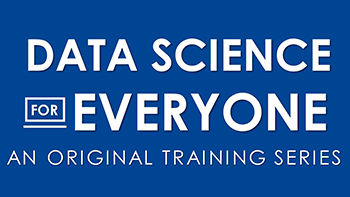 DATA SCIENCE
FOR EVERYONE
AN ORIGINAL TRAINING SERIES